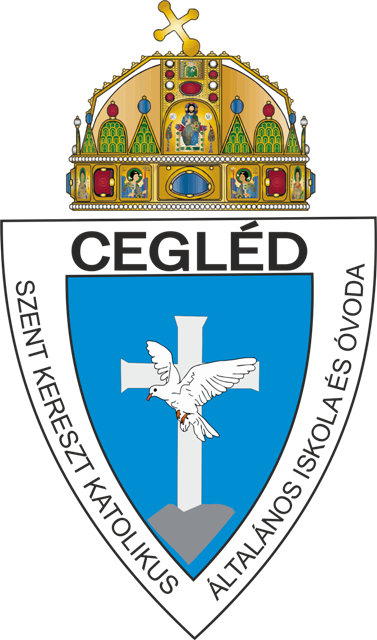 CEGLÉD
SZENT KERESZT KATOLIKUS
ÁLTALÁNOS ISKOLA ÉS ÓVODA